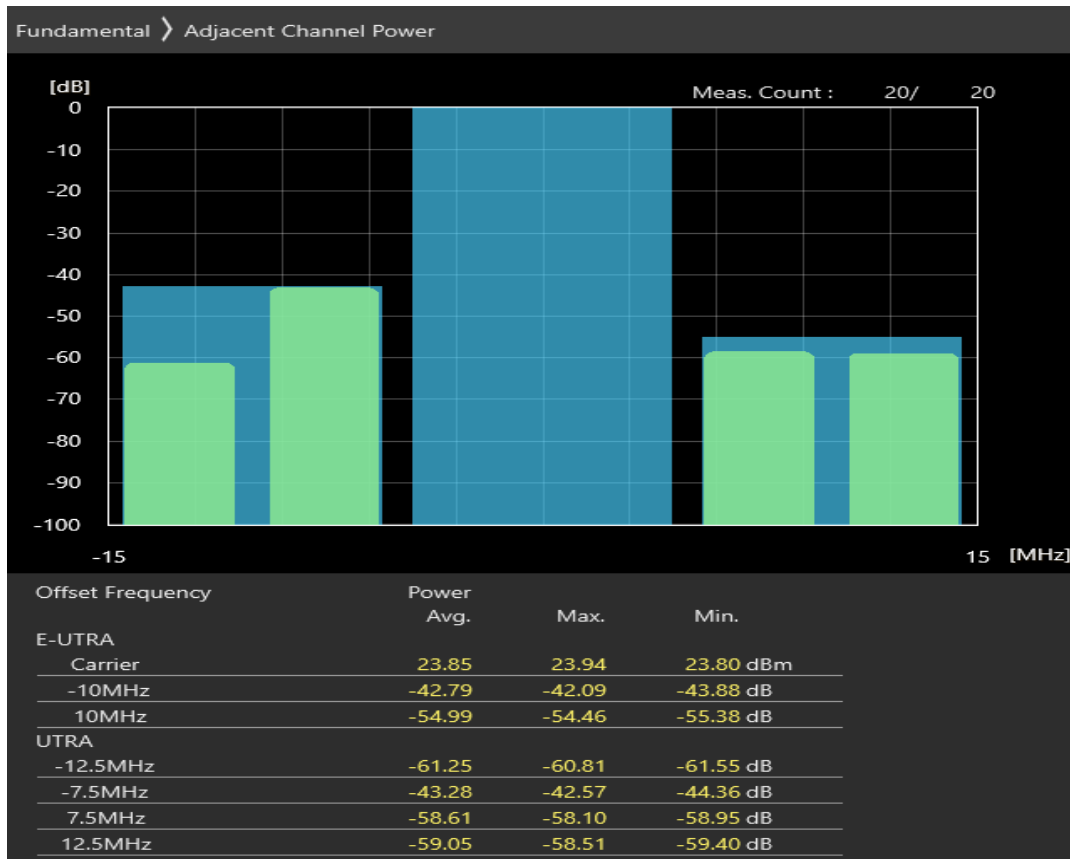 Fundamental ❯ Adjacent Channel Power
[dB]
Meas. Count : 20/ 20
0
-10
-20
-30
-40
-50
-60
-70
-80
-90
-100
-15 15 [MHz]
Offset Frequency Power
Avg. Max. Min.
E-UTRA
Carrier 23.85 23.94 23.80 dBm
-10MHz -42.79 -42.09 -43.88 dB
10MHz -54.99 -54.46 -55.38 dB
UTRA
-12.5MHz -61.25 -60.81 -61.55 dB
-7.5MHz -43.28 -42.57 -44.36 dB
7.5MHz -58.61 -58.10 -58.95 dB
12.5MHz -59.05 -58.51 -59.40 dB